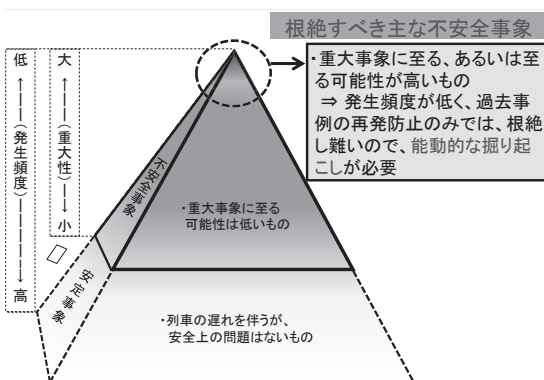 根絶すべき主な不安全事象
・重大事象に至る、あるいは至
る可能性が高いもの
⇒ 発生頻度が低く、過去事
例の再発防止のみでは、根絶
し難いので、能動的な掘り起
こしが必要
低 ←――(発生頻度)――→ 高
大 ←――(重大性)――→ 小
不安全事象
安定事象
・重大事象に至る
可能性は低いもの
・列車の遅れを伴うが、
安全上の問題はないもの